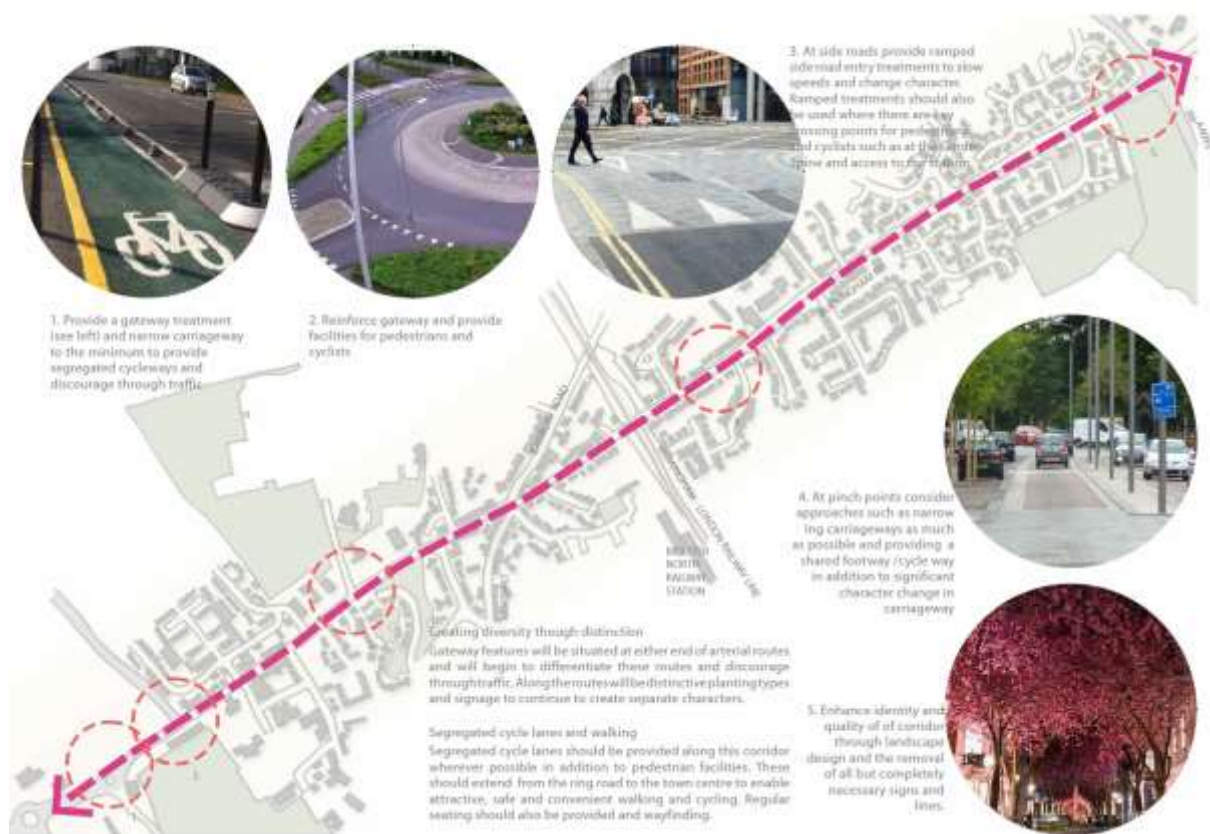 1. Provide a gateway treatment
(see left) and narrow carriageway
to the minimum to provide
segregated cycleways and
discourage through traffic
2. Reinforce gateway and provide
facilities for pedestrians and
cyclists
3. At side roads provide ramped
side road entry treatments to slow
speeds and change character.
Ramped treatments should also
be used where there are key
crossing points for pedestrians
and cyclists such as at the
spine and access to the station.
4. At pinch points consider
approaches such as narrow
ing carriageways as much
as possible and providing a
shared footway /cycle way
in addition to significant
character change in
carriageway
5. Enhance identity and
quality of of corridor
through landscape
design and the removal
of all but completely
necessary signs and
lines.
ROAD
LONDON RAILWAY LINE
NORTH
RAILWAY
STATION
Creating diversity though distinction
Gateway features will be situated at either end of arterial routes
and will begin to differentiate these routes and discourage
through traffic. Along the routes will be distinctive planting types
and signage to continue to create separate characters.
Segregated cycle lanes and walking
Segregated cycle lanes should be provided along this corridor
wherever possible in addition to pedestrian facilities. These
should extend from the ring road to the town centre to enable
attractive, safe and convenient walking and cycling. Regular
seating should also be provided and wayfinding.